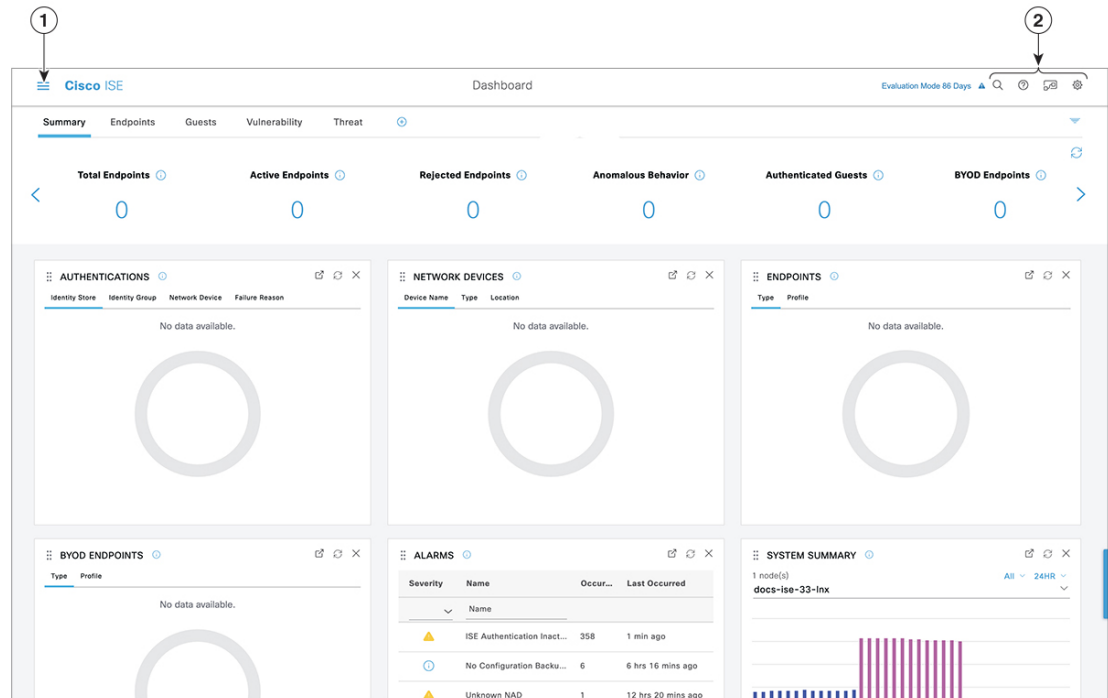 1
2
Cisco ISE
Dashboard
Evaluation Mode 86 Days
Summary Endpoints Guests Vulnerability Threat
Total Endpoints Active Endpoints Rejected Endpoints Anomalous Behavior Authenticated Guests BYOD Endpoints
0 0 0 0 0 0
AUTHENTICATIONS
Identity Store Identity Group Network Device Failure Reason
No data available.
NETWORK DEVICES
Device Name Type Location
No data available.
ENDPOINTS
Type Profile
No data available.
BYOD ENDPOINTS
Type Profile
No data available.
ALARMS
Severity Name Occur... Last Occurred
Name
ISE Authentication Inact... 358 1 min ago
No Configuration Backu... 6 6 hrs 16 mins ago
Unknown NAD 1 12 hrs 20 mins ago
SYSTEM SUMMARY
1 node(s) All 24HR
docs-ise-33-lnx